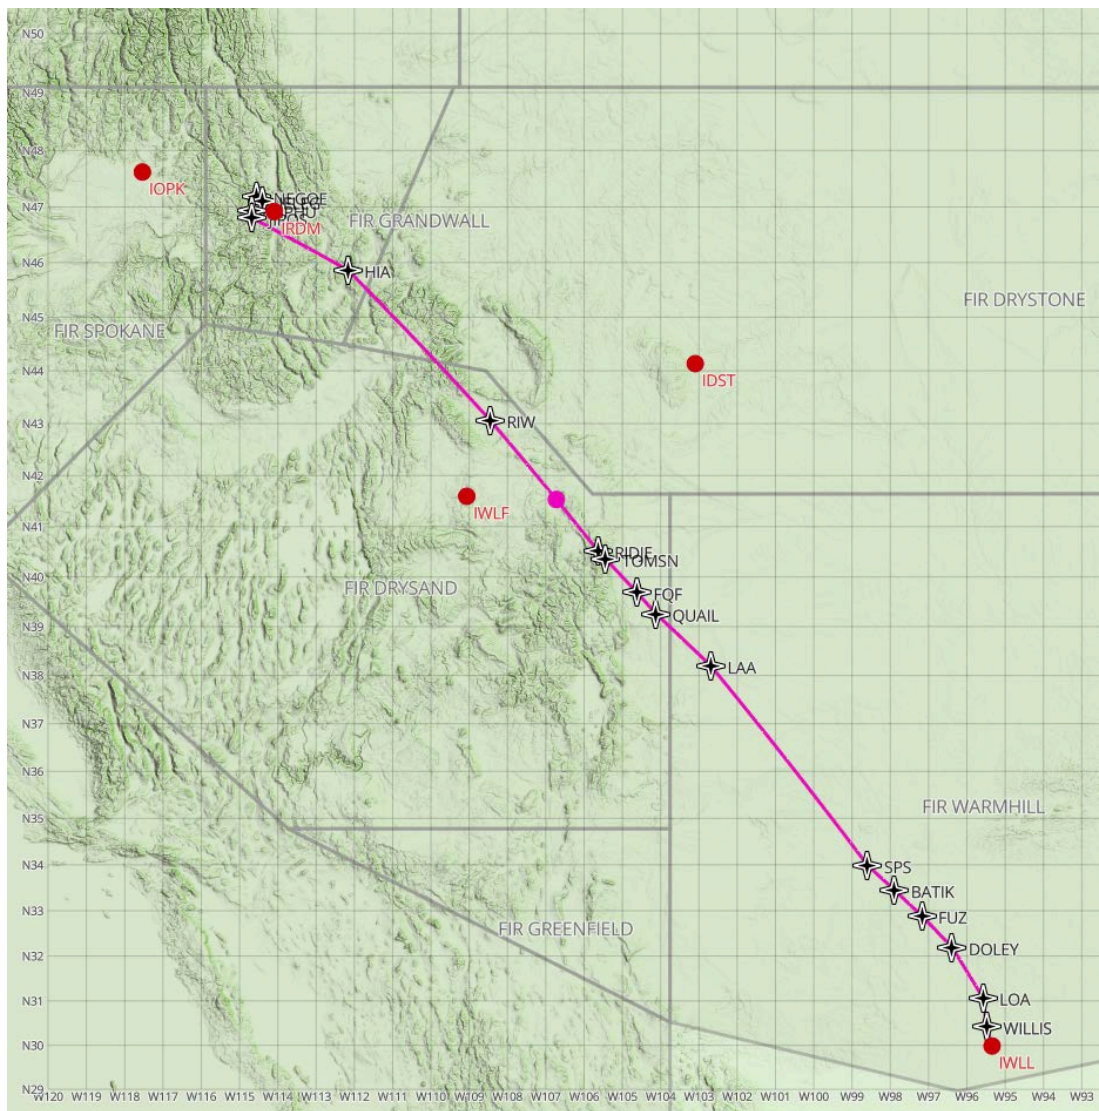 N50
N49
N48
N47
N46
N45
N44
N43
N42
N41
N40
N39
N38
N37
N36
N35
N34
N33
N32
N31
N30
N29
IOPK
NEGOE
IRDM
FIR GRANDWALL
HIA
FIR DRYSTONE
FIR SPOKANE
IDST
RIW
IWLF
TOMSN
FIR DRYSAND
FQF
QUAIL
LAA
FIR WARMHILL
SPS
BATIK
FUZ
FIR GREENFIELD
DOLEY
LOA
WILLIS
IWLL
W120 W119 W118 W117 W116 W115 W114 W113 W112 W111 W110 W109 W108 W107 W106 W105 W104 W103 W102 W101 W100 W99 W98 W97 W96 W95 W94 W93